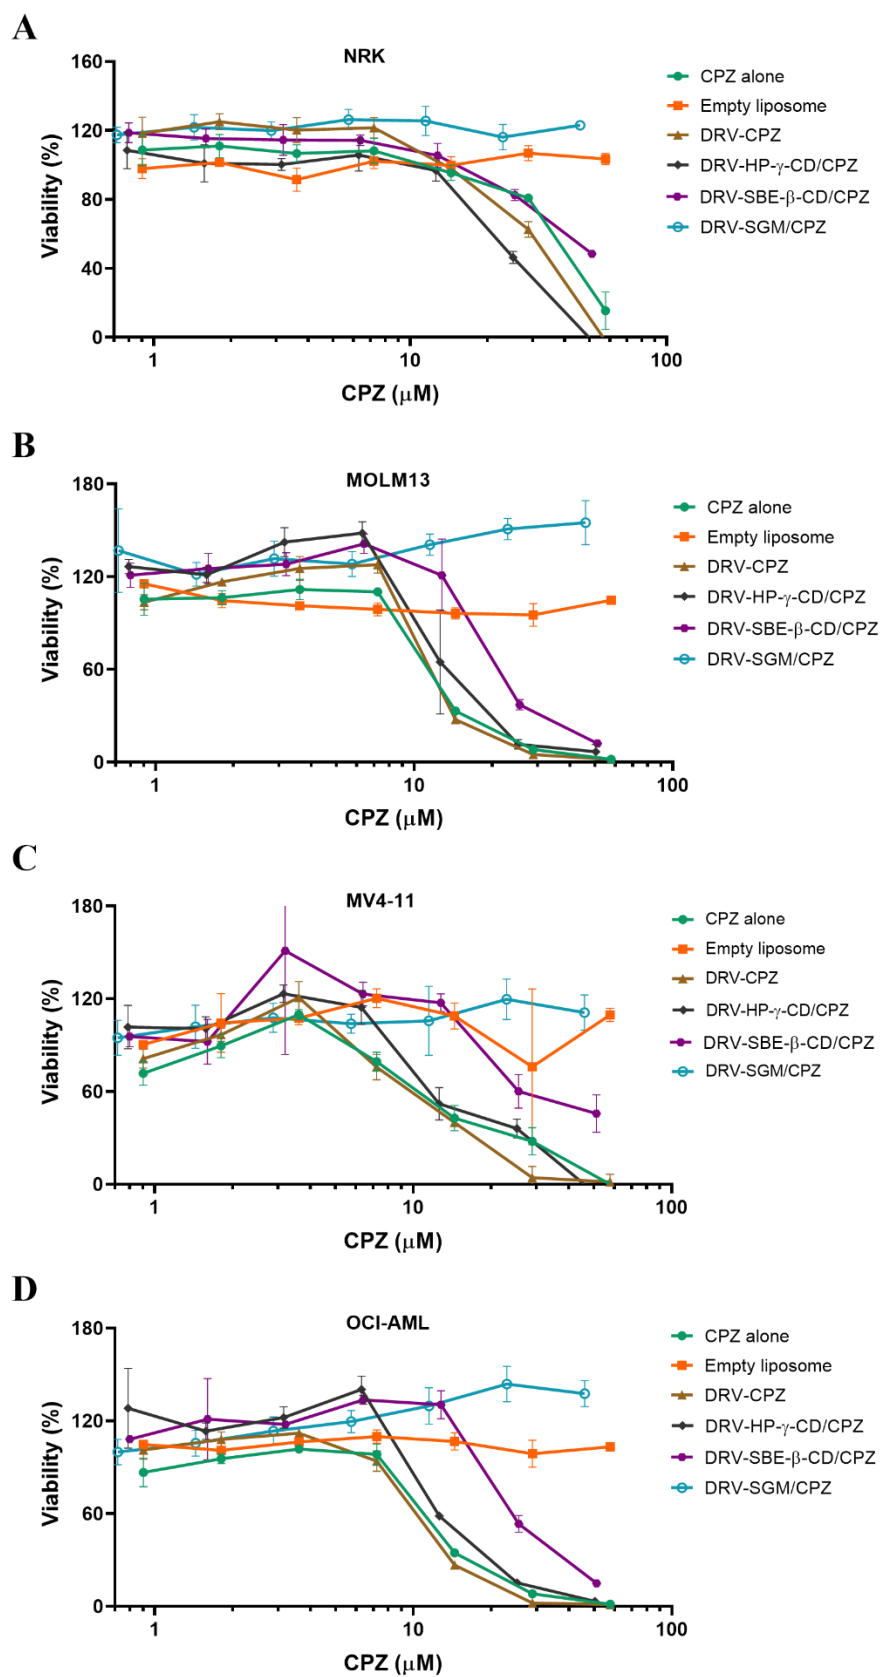 A
NRK
160
120
80
40
0
Viability (%)
1
10
100
CPZ (μM)
CPZ alone
Empty liposome
DRV-CPZ
DRV-HP-γ-CD/CPZ
DRV-SBE-β-CD/CPZ
DRV-SGM/CPZ
B
MOLM13
180
120
60
0
Viability (%)
1
10
100
CPZ (μM)
CPZ alone
Empty liposome
DRV-CPZ
DRV-HP-γ-CD/CPZ
DRV-SBE-β-CD/CPZ
DRV-SGM/CPZ
C
MV4-11
180
120
60
0
Viability (%)
1
10
100
CPZ (μM)
CPZ alone
Empty liposome
DRV-CPZ
DRV-HP-γ-CD/CPZ
DRV-SBE-β-CD/CPZ
DRV-SGM/CPZ
D
OCI-AML
180
120
60
0
Viability (%)
1
10
100
CPZ (μM)
CPZ alone
Empty liposome
DRV-CPZ
DRV-HP-γ-CD/CPZ
DRV-SBE-β-CD/CPZ
DRV-SGM/CPZ